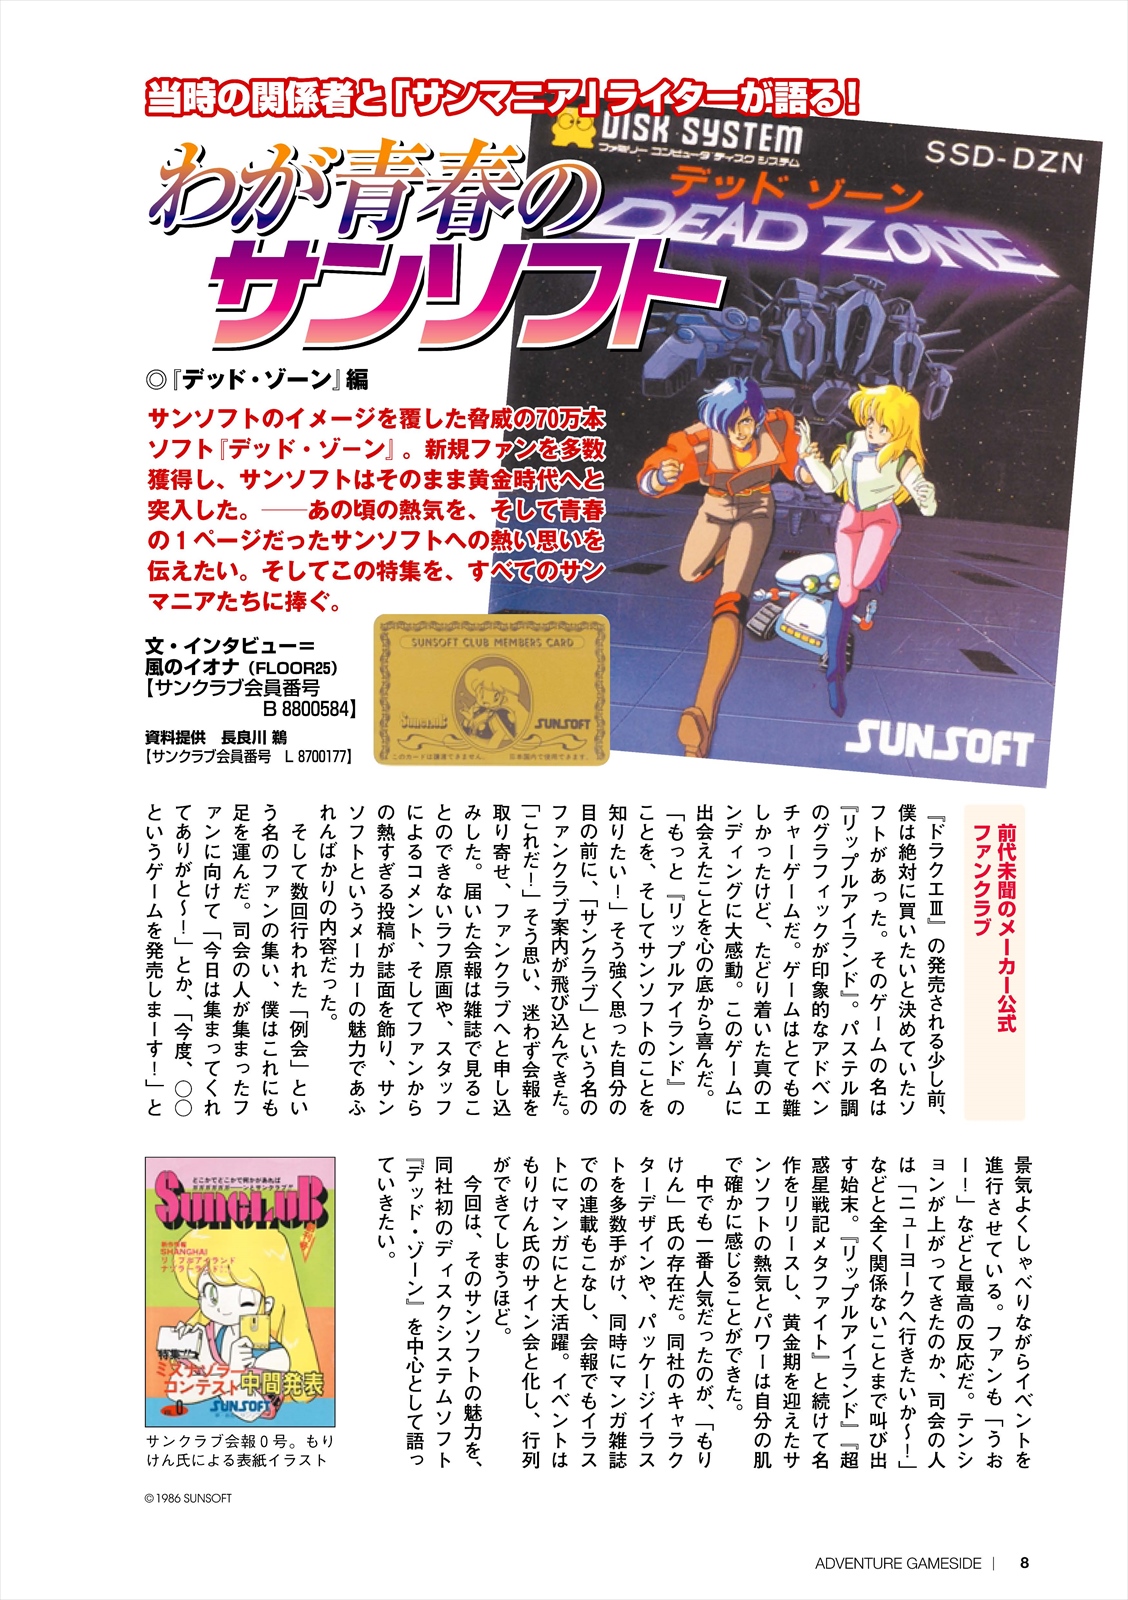 当時の関係者と「サンマニア」ライターが語る!
わが青春の
サンソフト
◎『デッド・ゾーン』編
サンソフトのイメージを覆した脅威の70万本
ソフト『デッド・ゾーン』。新規ファンを多数
獲得し、サンソフトはそのまま黄金時代へと
突入した。──あの頃の熱気を、そして青春
の1ページだったサンソフトへの熱い思いを
伝えたい。そしてこの特集を、すべてのサン
マニアたちに捧ぐ。
文・インタビュー=
風のイオナ(FLOOR25)
【サンクラブ会員番号
B 8800584】
資料提供 長良川 鵜
【サンクラブ会員番号 L 8700177】
SUNSOFT CLUB MEMBERS CARD
SUNCLUB
SUNSOFT
このカードは譲渡できません。
日本国内で使用できます。
DISK SYSTEM
ファミリー コンピュータ ディスク システム
SSD-DZN
デッド ゾーン
DEAD ZONE
SUNSOFT
前代未聞のメーカー公式
ファンクラブ
『ドラクエⅢ』の発売される少し前、
僕は絶対に買いたいと決めていたソ
フトがあった。そのゲームの名は
『リップルアイランド』。パステル調
のグラフィックが印象的なアドベン
チャーゲームだ。ゲームはとても難
しかったけど、たどり着いた真のエ
ンディングに大感動。このゲームに
出会えたことを心の底から喜んだ。
「もっと『リップルアイランド』の
ことを、そしてサンソフトのことを
知りたい!」そう強く思った自分の
目の前に、「サンクラブ」という名の
ファンクラブ案内が飛び込んできた。
「これだ!」そう思い、迷わず会報を
取り寄せ、ファンクラブへと申し込
みした。届いた会報は雑誌で見るこ
とのできないラフ原画や、スタッフ
によるコメント、そしてファンから
の熱すぎる投稿が誌面を飾り、サン
ソフトというメーカーの魅力であふ
れんばかりの内容だった。
そして数回行われた「例会」とい
う名のファンの集い、僕はこれにも
足を運んだ。司会の人が集まったフ
ァンに向けて「今日は集まってくれ
てありがと〜!」とか、「今度、○○
というゲームを発売しまーす!」と
景気よくしゃべりながらイベントを
進行させている。ファンも「うお
ー!」などと最高の反応だ。テンシ
ョンが上がってきたのか、司会の人
は「ニューヨークへ行きたいか〜!」
などと全く関係ないことまで叫び出
す始末。『リップルアイランド』『超
惑星戦記メタファイト』と続けて名
作をリリースし、黄金期を迎えたサ
ンソフトの熱気とパワーは自分の肌
で確かに感じることができた。
中でも一番人気だったのが、「もり
けん」氏の存在だ。同社のキャラク
ターデザインや、パッケージイラス
トを多数手がけ、同時にマンガ雑誌
での連載もこなし、会報でもイラス
トにマンガにと大活躍。イベントは
もりけん氏のサイン会と化し、行列
ができてしまうほど。
今回は、そのサンソフトの魅力を、
同社初のディスクシステムソフト
『デッド・ゾーン』を中心として語っ
ていきたい。
SUNCLUB
創刊号
新作情報
SHANGHAI
リップルアイランド
ナゾラーランド
特集!!
ミスナゾラー
コンテスト中間発表
0
SUNSOFT
サンクラブ会報0号。もり
けん氏による表紙イラスト
©1986 SUNSOFT
ADVENTURE GAMESIDE | 8